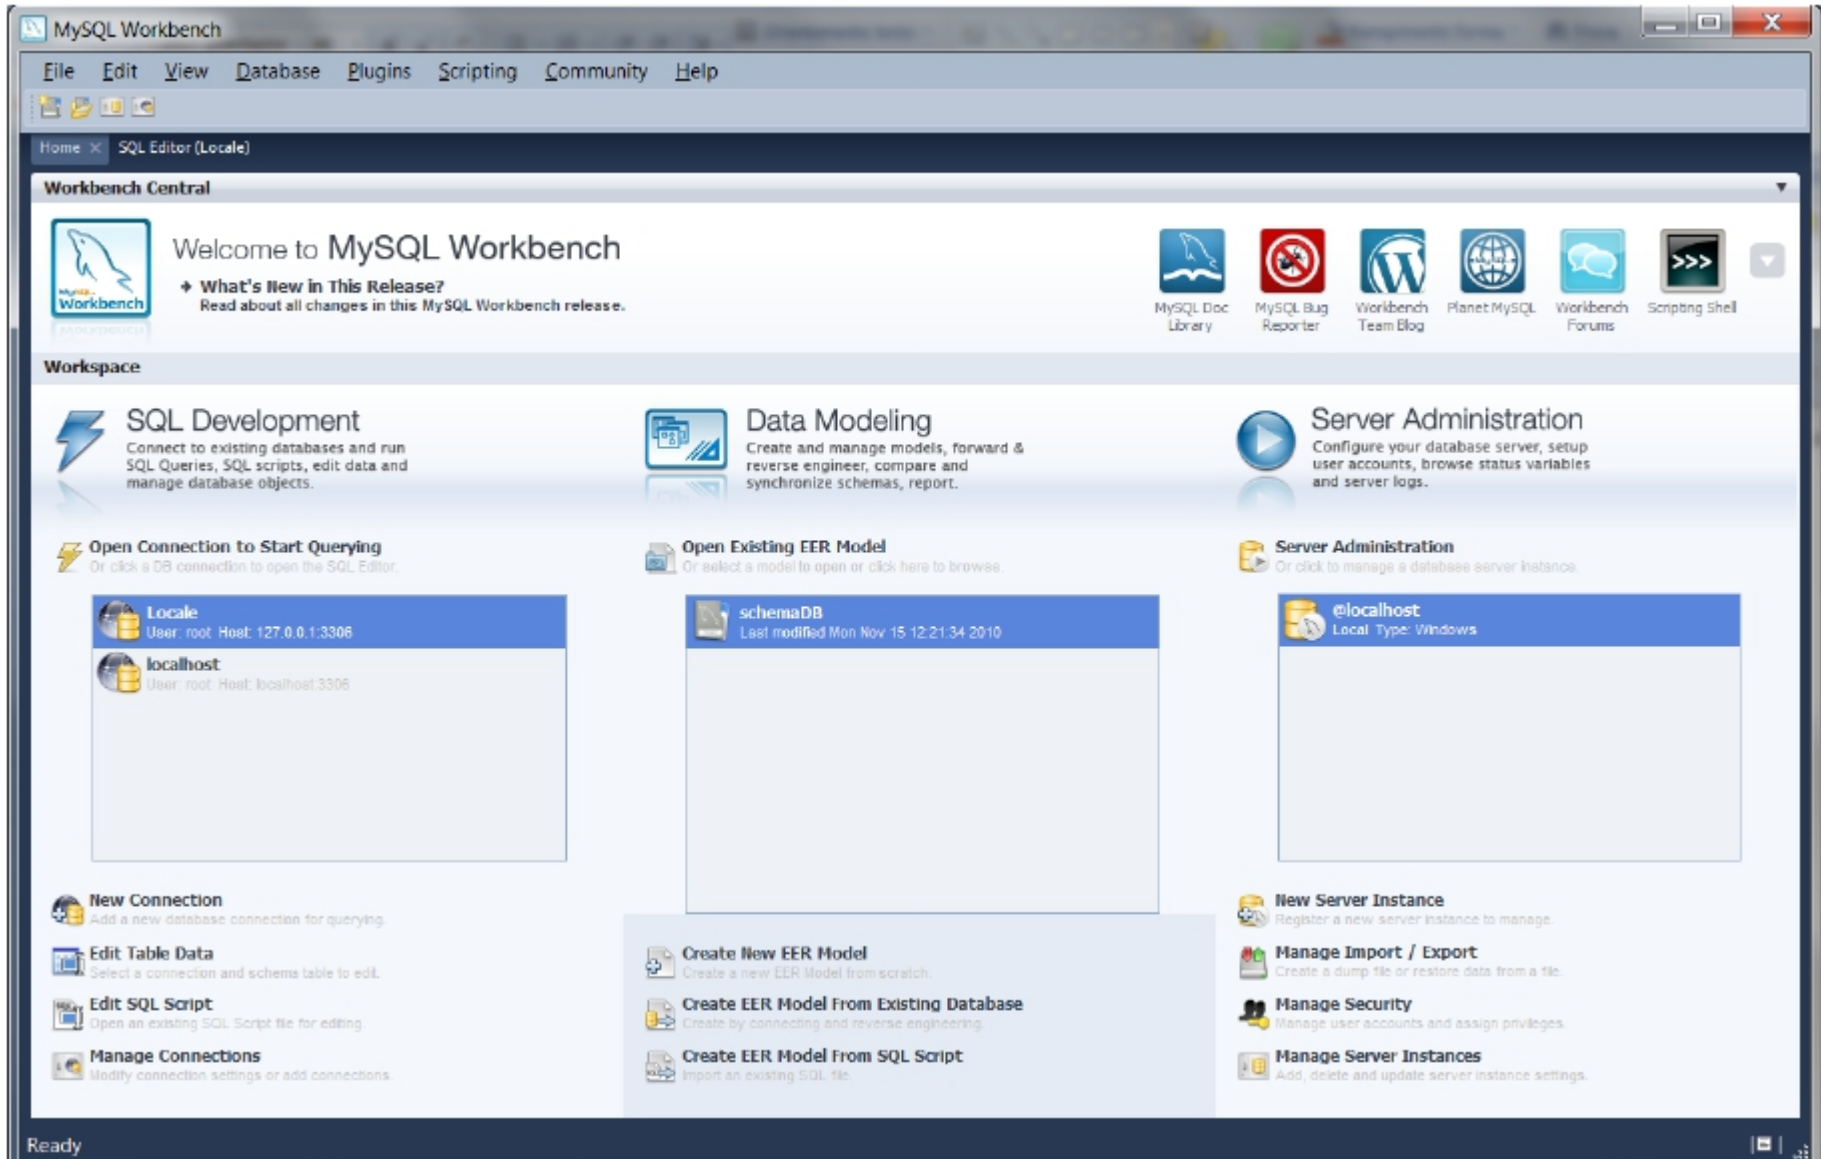 MySQL Workbench
File Edit View Database Plugins Scripting Community Help
Home SQL Editor (Locale)
Workbench Central
Welcome to MySQL Workbench
What's New in This Release?
Read about all changes in this MySQL Workbench release.
MySQL
Workbench
MySQL Doc
Library
MySQL Bug
Reporter
Workbench
Team Blog
Planet MySQL
Workbench
Forums
>>>
Scripting Shell
Workspace
SQL Development
Connect to existing databases and run
SQL Queries, SQL scripts, edit data and
manage database objects.
Open Connection to Start Querying
Or click a DB connection to open the SQL Editor.
Locale
User: root Host: 127.0.0.1:3306
localhost
User: root Host: localhost:3306
New Connection
Add a new database connection for querying.
Edit Table Data
Select a connection and schema table to edit.
Edit SQL Script
Open an existing SQL Script file for editing.
Manage Connections
Modify connection settings or add connections.
Data Modeling
Create and manage models, forward &
reverse engineer, compare and
synchronize schemas, report.
Open Existing EER Model
Or select a model to open or click here to browse.
schemaDB
Last modified Mon Nov 15 12:21:34 2010
Create New EER Model
Create a new EER Model from scratch.
Create EER Model From Existing Database
Create by connecting and reverse engineering.
Create EER Model From SQL Script
Import an existing SQL file.
Server Administration
Configure your database server, setup
user accounts, browse status variables
and server logs.
Server Administration
Or click to manage a database server instance.
@localhost
Local Type: Windows
New Server Instance
Register a new server instance to manage.
Manage Import / Export
Create a dump file or restore data from a file.
Manage Security
Manage user accounts and assign privileges.
Manage Server Instances
Add, delete and update server instance settings.
Ready